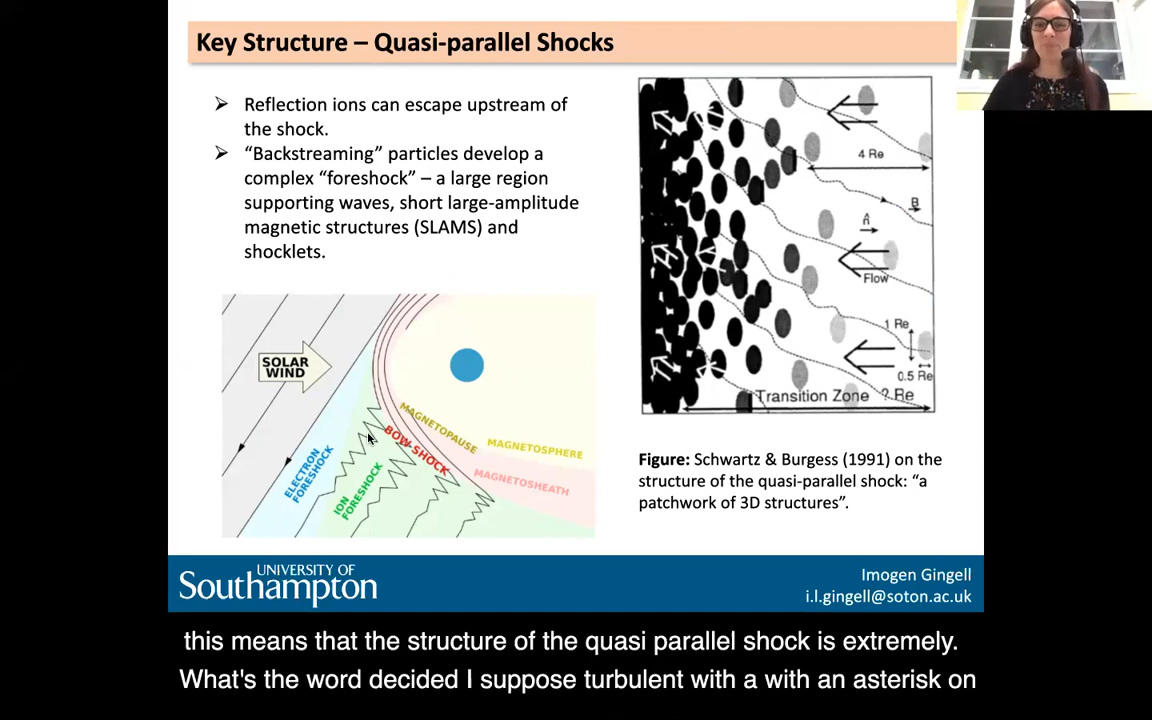 Key Structure – Quasi-parallel Shocks
➢ Reflection ions can escape upstream of
the shock.
➢ “Backstreaming” particles develop a
complex “foreshock” – a large region
supporting waves, short large-amplitude
magnetic structures (SLAMS) and
shocklets.
SOLAR
WIND
ELECTRON
FORESHOCK
ION
FORESHOCK
BOW-SHOCK
MAGNETOPAUSE
MAGNETOSPHERE
MAGNETOSHEATH
4 Re
B
n̂
Flow
1 Re
0.5 Re
Transition Zone ? Re
Figure: Schwartz & Burgess (1991) on the
structure of the quasi-parallel shock: “a
patchwork of 3D structures”.
UNIVERSITY OF
Southampton
Imogen Gingell
i.l.gingell@soton.ac.uk
this means that the structure of the quasi parallel shock is extremely.
What's the word decided I suppose turbulent with a with an asterisk on